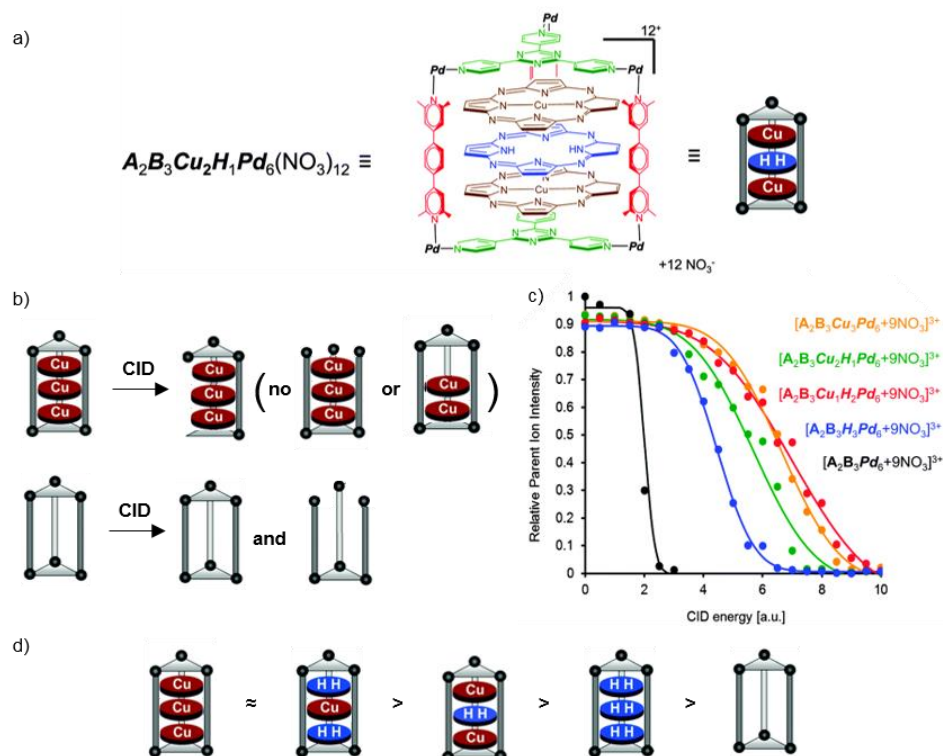 a)
A₂B₃Cu₂H₁Pd₆(NO₃)₁₂ ≡
Pd
12⁺
N
N N
N
Pd N N Pd
N N
N N N N
N Cu N
N N N N
N N
NH HN
N N
N N N N
N Cu N
N N N N
N N
N N
Pd N N Pd
+12 NO₃⁻
≡
Cu
H H
Cu
b)
Cu
Cu
Cu
CID
Cu
Cu
Cu
( no
Cu
Cu
Cu
or
Cu
Cu
)
CID
and
c)
Relative Parent Ion Intensity
1
0.9
0.8
0.7
0.6
0.5
0.4
0.3
0.2
0.1
0
0 2 4 6 8 10
CID energy [a.u.]
[A₂B₃Cu₃Pd₆+9NO₃]³⁺
[A₂B₃Cu₂H₁Pd₆+9NO₃]³⁺
[A₂B₃Cu₁H₂Pd₆+9NO₃]³⁺
[A₂B₃H₃Pd₆+9NO₃]³⁺
[A₂B₃Pd₆+9NO₃]³⁺
d)
Cu
Cu
Cu
≈
H H
Cu
H H
>
Cu
H H
Cu
>
H H
H H
H H
>